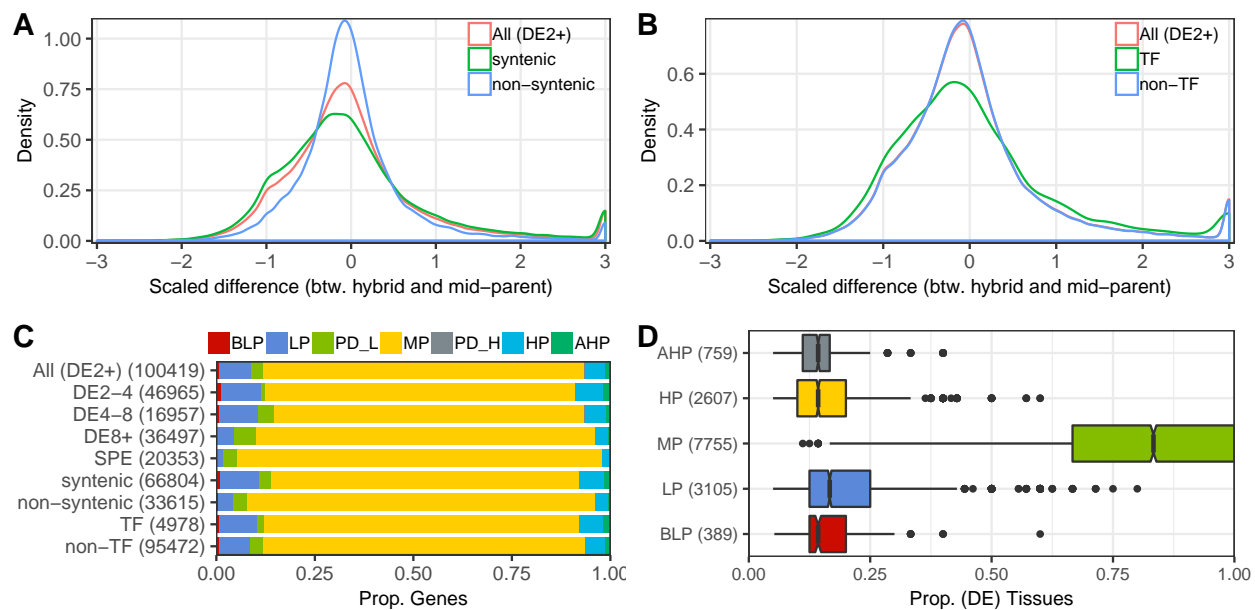 A
All (DE2+)
syntenic
non−syntenic
1.00
0.75
0.50
0.25
0.00
Density
−3
−2
−1
0
1
2
3
Scaled difference (btw. hybrid and mid−parent)
B
All (DE2+)
TF
non−TF
0.6
0.4
0.2
0.0
Density
−3
−2
−1
0
1
2
3
Scaled difference (btw. hybrid and mid−parent)
C
BLP LP PD_L MP PD_H HP AHP
All (DE2+) (100419)
DE2−4 (46965)
DE4−8 (16957)
DE8+ (36497)
SPE (20353)
syntenic (66804)
non−syntenic (33615)
TF (4978)
non−TF (95472)
0.00 0.25 0.50 0.75 1.00
Prop. Genes
D
AHP (759)
HP (2607)
MP (7755)
LP (3105)
BLP (389)
0.00 0.25 0.50 0.75 1.00
Prop. (DE) Tissues